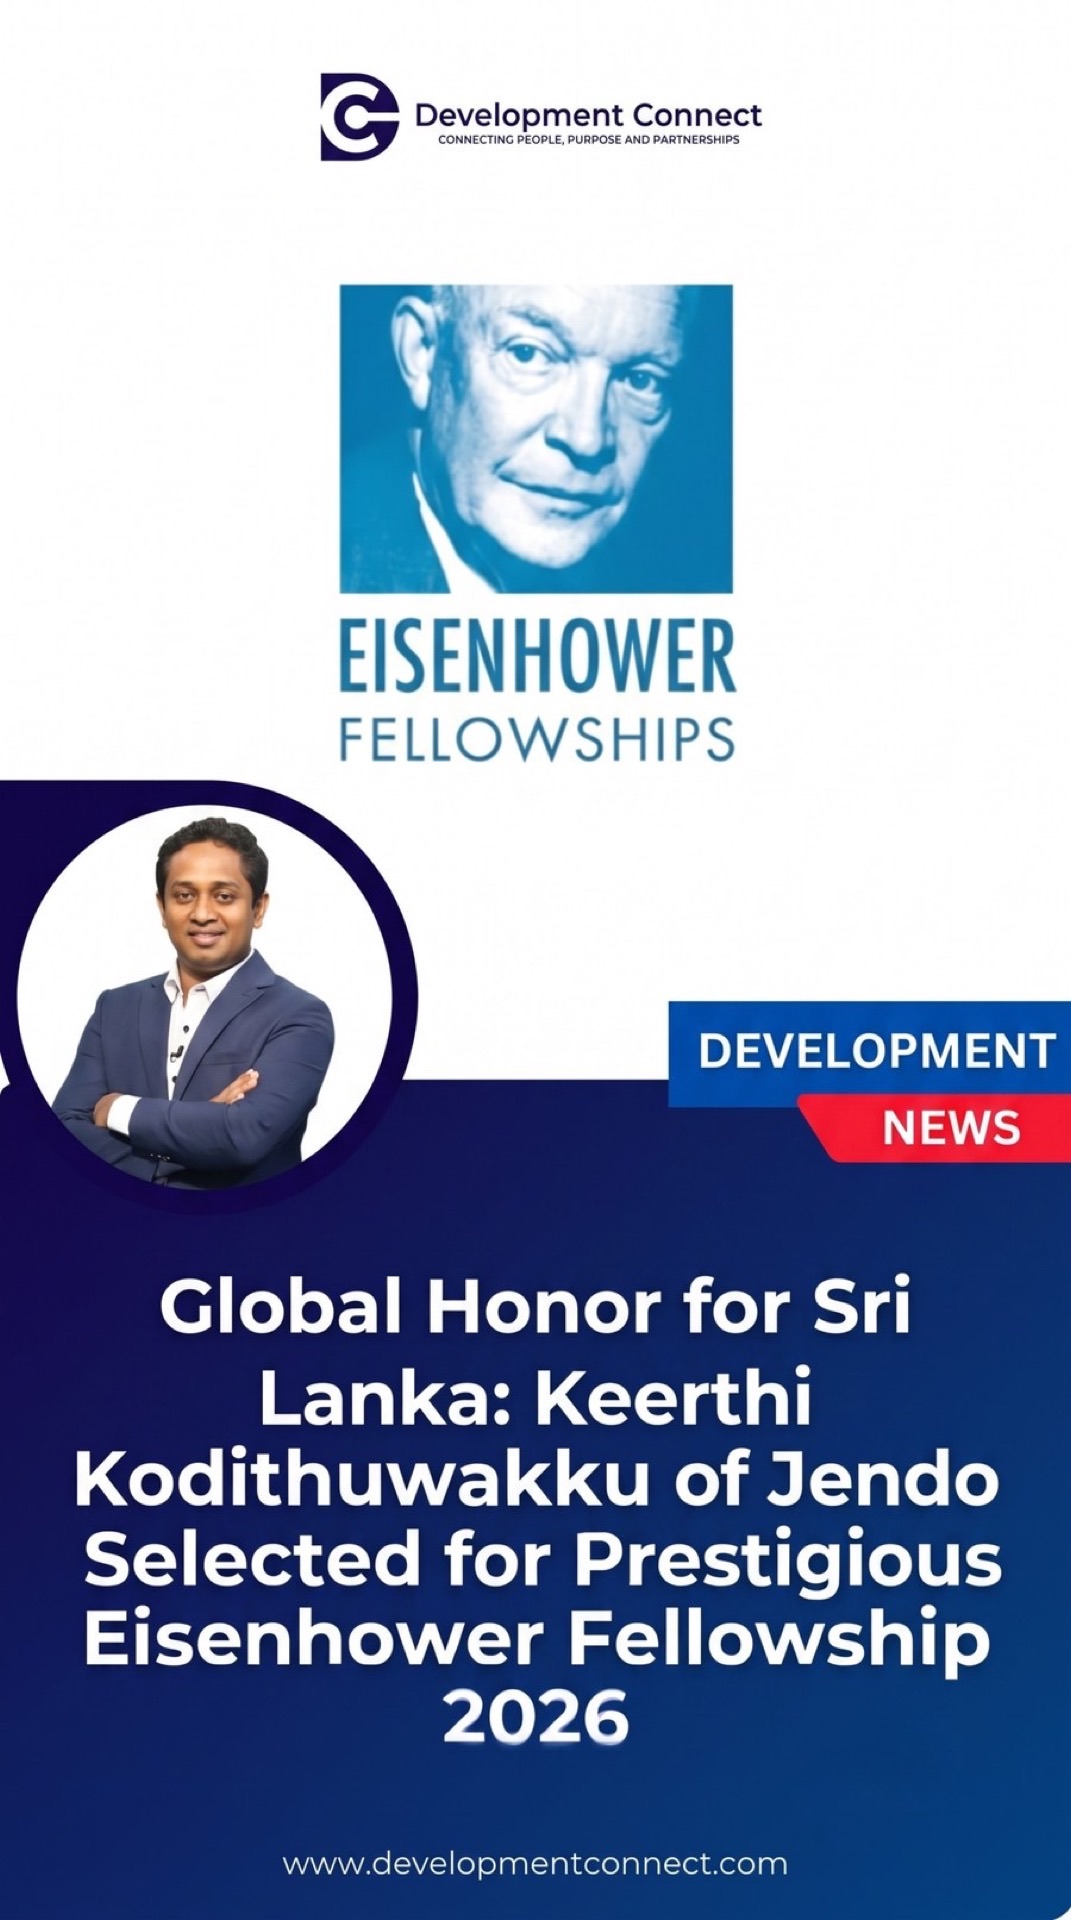 Development Connect
CONNECTING PEOPLE, PURPOSE AND PARTNERSHIPS
EISENHOWER
FELLOWSHIPS
DEVELOPMENT
NEWS
Global Honor for Sri
Lanka: Keerthi
Kodithuwakku of Jendo
Selected for Prestigious
Eisenhower Fellowship
2026
www.developmentconnect.com